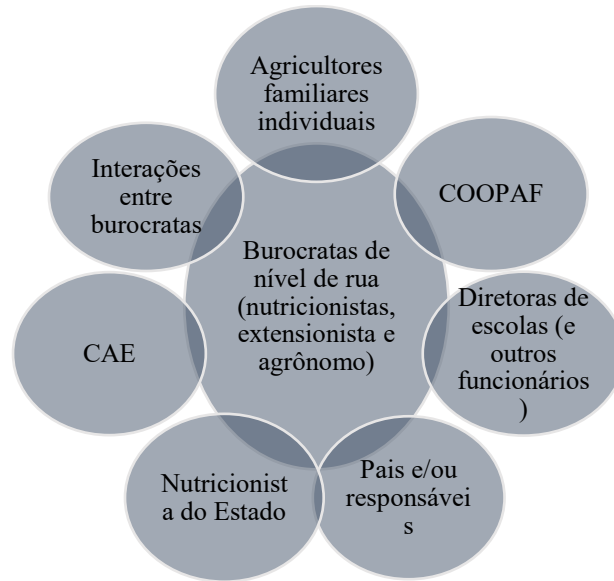 Agricultores
familiares
individuais
COOPAF
Diretoras de
escolas (e
outros
funcionários
)
Pais e/ou
responsávei
s
Nutricionist
a do Estado
CAE
Interações
entre
burocratas
Burocratas de
nível de rua
(nutricionistas,
extensionista e
agrônomo)